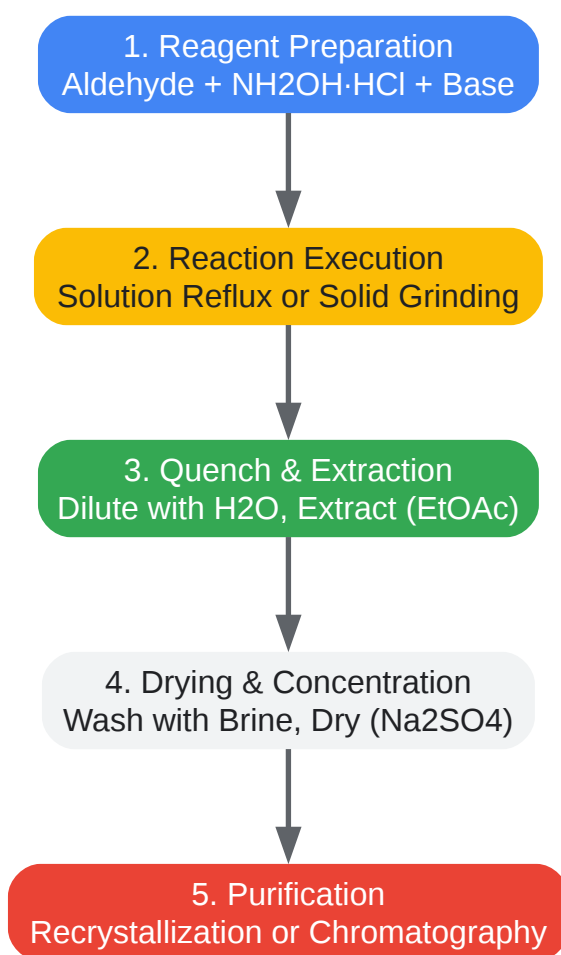 1. Reagent Preparation
Aldehyde + NH2OH·HCl + Base
2. Reaction Execution
Solution Reflux or Solid Grinding
3. Quench & Extraction
Dilute with H2O, Extract (EtOAc)
4. Drying & Concentration
Wash with Brine, Dry (Na2SO4)
5. Purification
Recrystallization or Chromatography